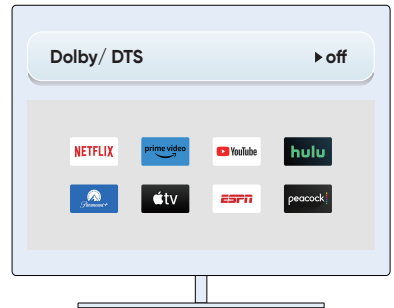 Dolby/ DTS ▶off
NETFLIX prime video YouTube hulu
Paramount+ tv ESPN peacock